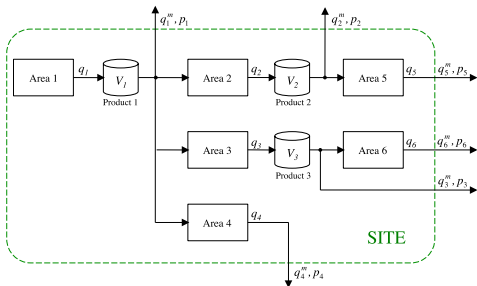 q₁ᵐ, p₁
q₂ᵐ, p₂
Area 1
q₁
V₁
Product 1
Area 2
q₂
V₂
Product 2
Area 5
q₅
q₅ᵐ, p₅
Area 3
q₃
V₃
Product 3
Area 6
q₆
q₆ᵐ, p₆
q₃ᵐ, p₃
Area 4
q₄
SITE
q₄ᵐ, p₄